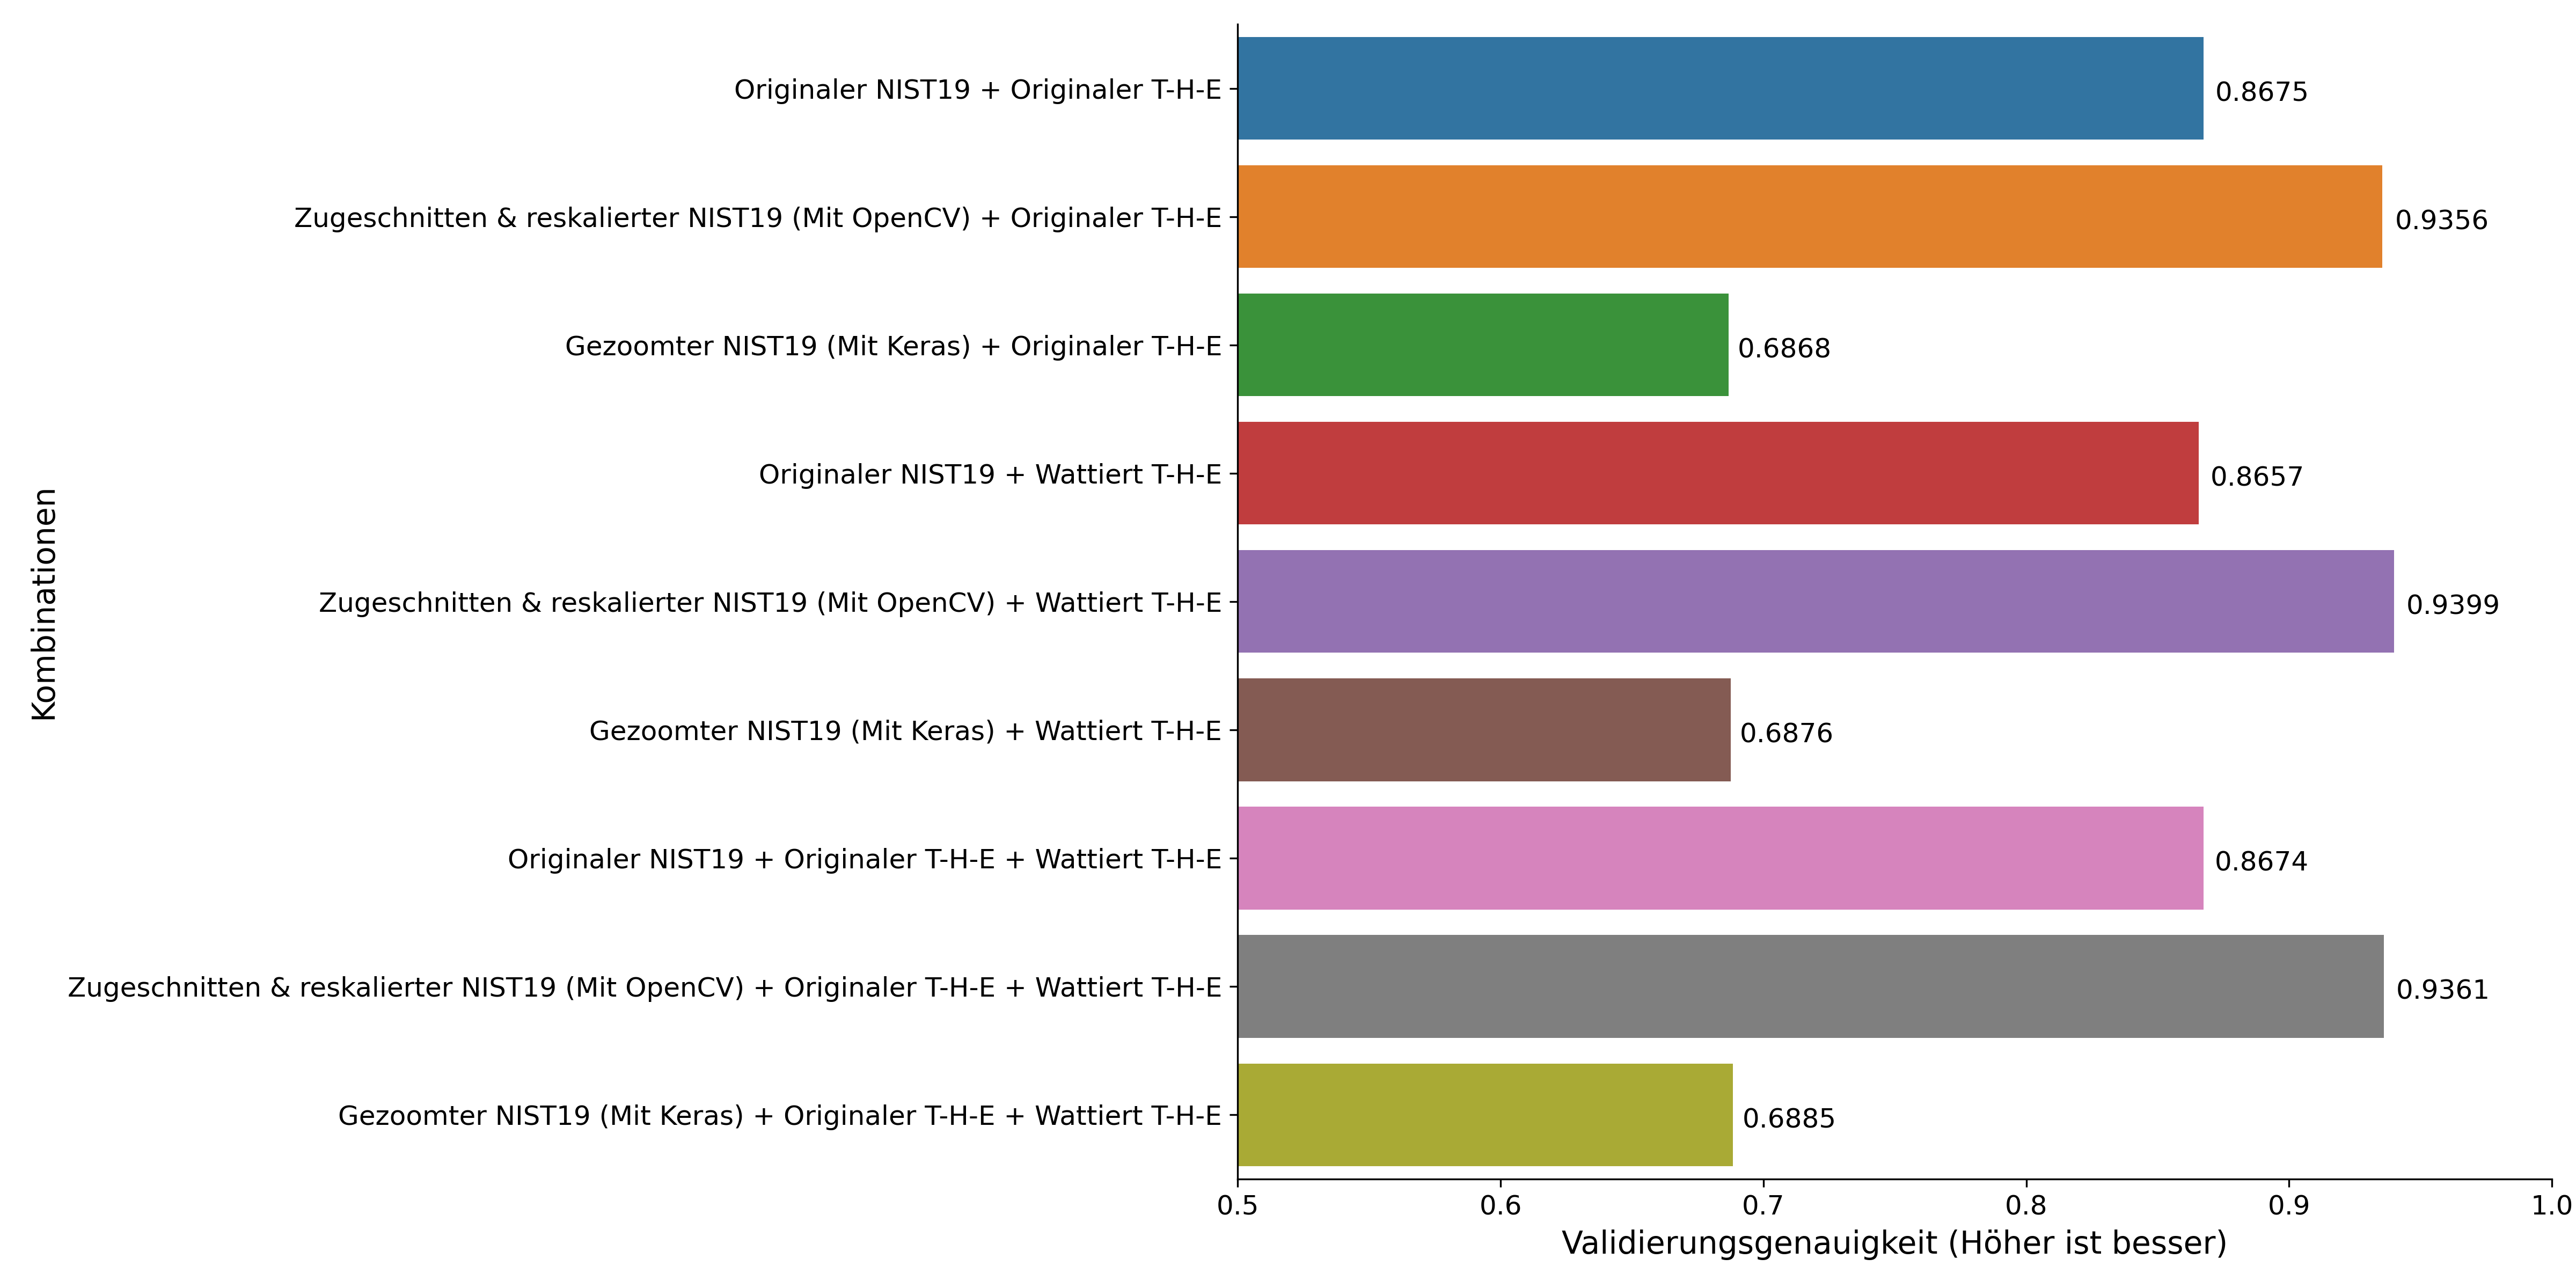 Kombinationen
Originaler NIST19 + Originaler T-H-E
0.8675
Zugeschnitten & reskalierter NIST19 (Mit OpenCV) + Originaler T-H-E
0.9356
Gezoomter NIST19 (Mit Keras) + Originaler T-H-E
0.6868
Originaler NIST19 + Wattiert T-H-E
0.8657
Zugeschnitten & reskalierter NIST19 (Mit OpenCV) + Wattiert T-H-E
0.9399
Gezoomter NIST19 (Mit Keras) + Wattiert T-H-E
0.6876
Originaler NIST19 + Originaler T-H-E + Wattiert T-H-E
0.8674
Zugeschnitten & reskalierter NIST19 (Mit OpenCV) + Originaler T-H-E + Wattiert T-H-E
0.9361
Gezoomter NIST19 (Mit Keras) + Originaler T-H-E + Wattiert T-H-E
0.6885
0.5 0.6 0.7 0.8 0.9 1.0
Validierungsgenauigkeit (Höher ist besser)